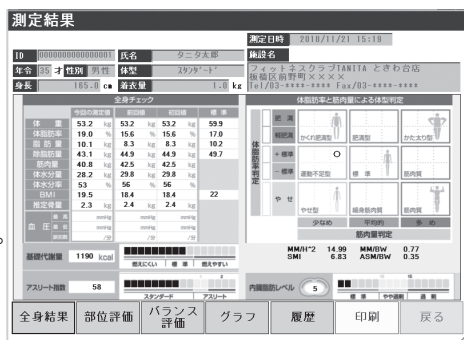 測定結果
測定日時 2010/11/21 15:19
ID 0000000000000001 氏名 タニタ太郎 施設名
年令 35 才 性別 男性 体型 スタンダード フィットネスクラブTANITA ときわ台店
板橋区前野町××××
身長 165.0 cm 着衣量 1.0 kg Tel/03-****-**** Fax/03-****-****
全身チェック
今回の測定値 前回値 初回値 標準
体重 53.2 kg 53.2 kg 53.2 kg 59.9
体脂肪率 19.0 % 15.6 % 15.6 % 17.0
脂肪量 10.1 kg 8.3 kg 8.3 kg 10.2
除脂肪量 43.1 kg 44.9 kg 44.9 kg 49.7
筋肉量 40.8 kg 42.5 kg 42.5 kg
体水分量 28.2 kg 29.8 kg 29.8 kg
体水分率 53 % 56 % 56 %
BMI 19.5 18.4 18.4 22
推定骨量 2.3 kg 2.4 kg 2.4 kg
血圧
最高 mmHg mmHg mmHg
最低 mmHg mmHg mmHg
/分 /分 /分
基礎代謝量 1190 kcal
燃えにくい 標準 燃えやすい
アスリート指数 58
スタンダード アスリート
体脂肪率と筋肉量による体型判定
体脂肪率判定
肥満
軽肥満 かくれ肥満型 肥満型 かた太り型
+標準
-標準 運動不足型 標準 筋肉質
やせ やせ型 細身筋肉質 筋肉質
少なめ 平均的 多め
筋肉量判定
MM/H^2 14.99 MM/BW 0.77
SMI 6.83 ASM/BW 0.35
内臓脂肪レベル 5
標準 やや過剰 過剰
全身結果 部位評価 バランス評価 グラフ 履歴 印刷 戻る